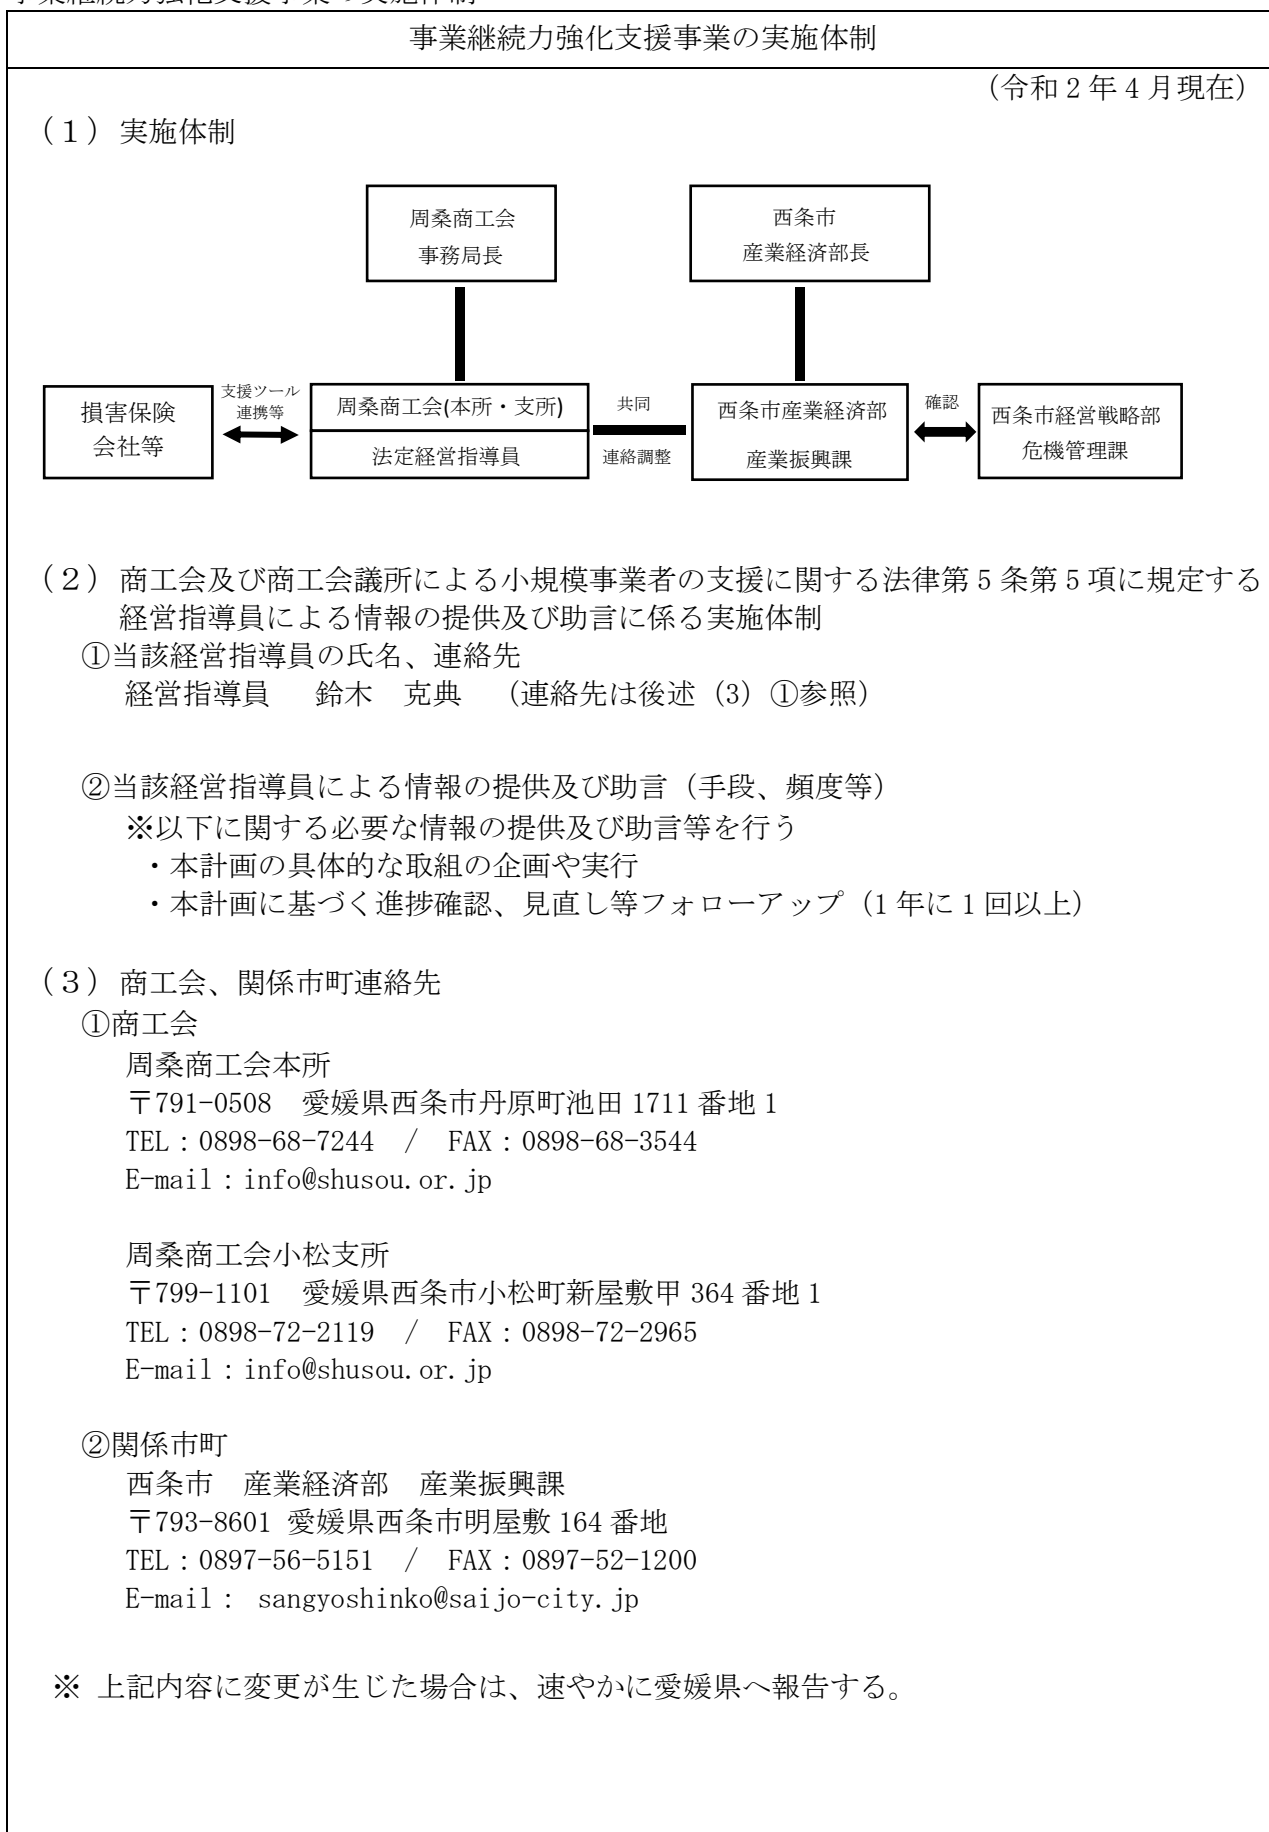 事業継続力強化支援事業の実施体制
事業継続力強化支援事業の実施体制
（令和 2 年 4 月現在）
（１）実施体制
周桑商工会
事務局長
西条市
産業経済部長
損害保険
会社等
支援ツール
連携等
周桑商工会(本所・支所)
法定経営指導員
共同
連絡調整
西条市産業経済部
産業振興課
確認
西条市経営戦略部
危機管理課
（２）商工会及び商工会議所による小規模事業者の支援に関する法律第 5 条第 5 項に規定する
経営指導員による情報の提供及び助言に係る実施体制
①当該経営指導員の氏名、連絡先
経営指導員　鈴木　克典　（連絡先は後述（3）①参照）
②当該経営指導員による情報の提供及び助言（手段、頻度等）
※以下に関する必要な情報の提供及び助言等を行う
・本計画の具体的な取組の企画や実行
・本計画に基づく進捗確認、見直し等フォローアップ（1 年に 1 回以上）
（３）商工会、関係市町連絡先
①商工会
周桑商工会本所
〒791-0508　愛媛県西条市丹原町池田 1711 番地 1
TEL：0898-68-7244　/　FAX：0898-68-3544
E-mail：info@shusou.or.jp
周桑商工会小松支所
〒799-1101　愛媛県西条市小松町新屋敷甲 364 番地 1
TEL：0898-72-2119　/　FAX：0898-72-2965
E-mail：info@shusou.or.jp
②関係市町
西条市　産業経済部　産業振興課
〒793-8601 愛媛県西条市明屋敷 164 番地
TEL：0897-56-5151　/　FAX：0897-52-1200
E-mail： sangyoshinko@saijo-city.jp
※ 上記内容に変更が生じた場合は、速やかに愛媛県へ報告する。